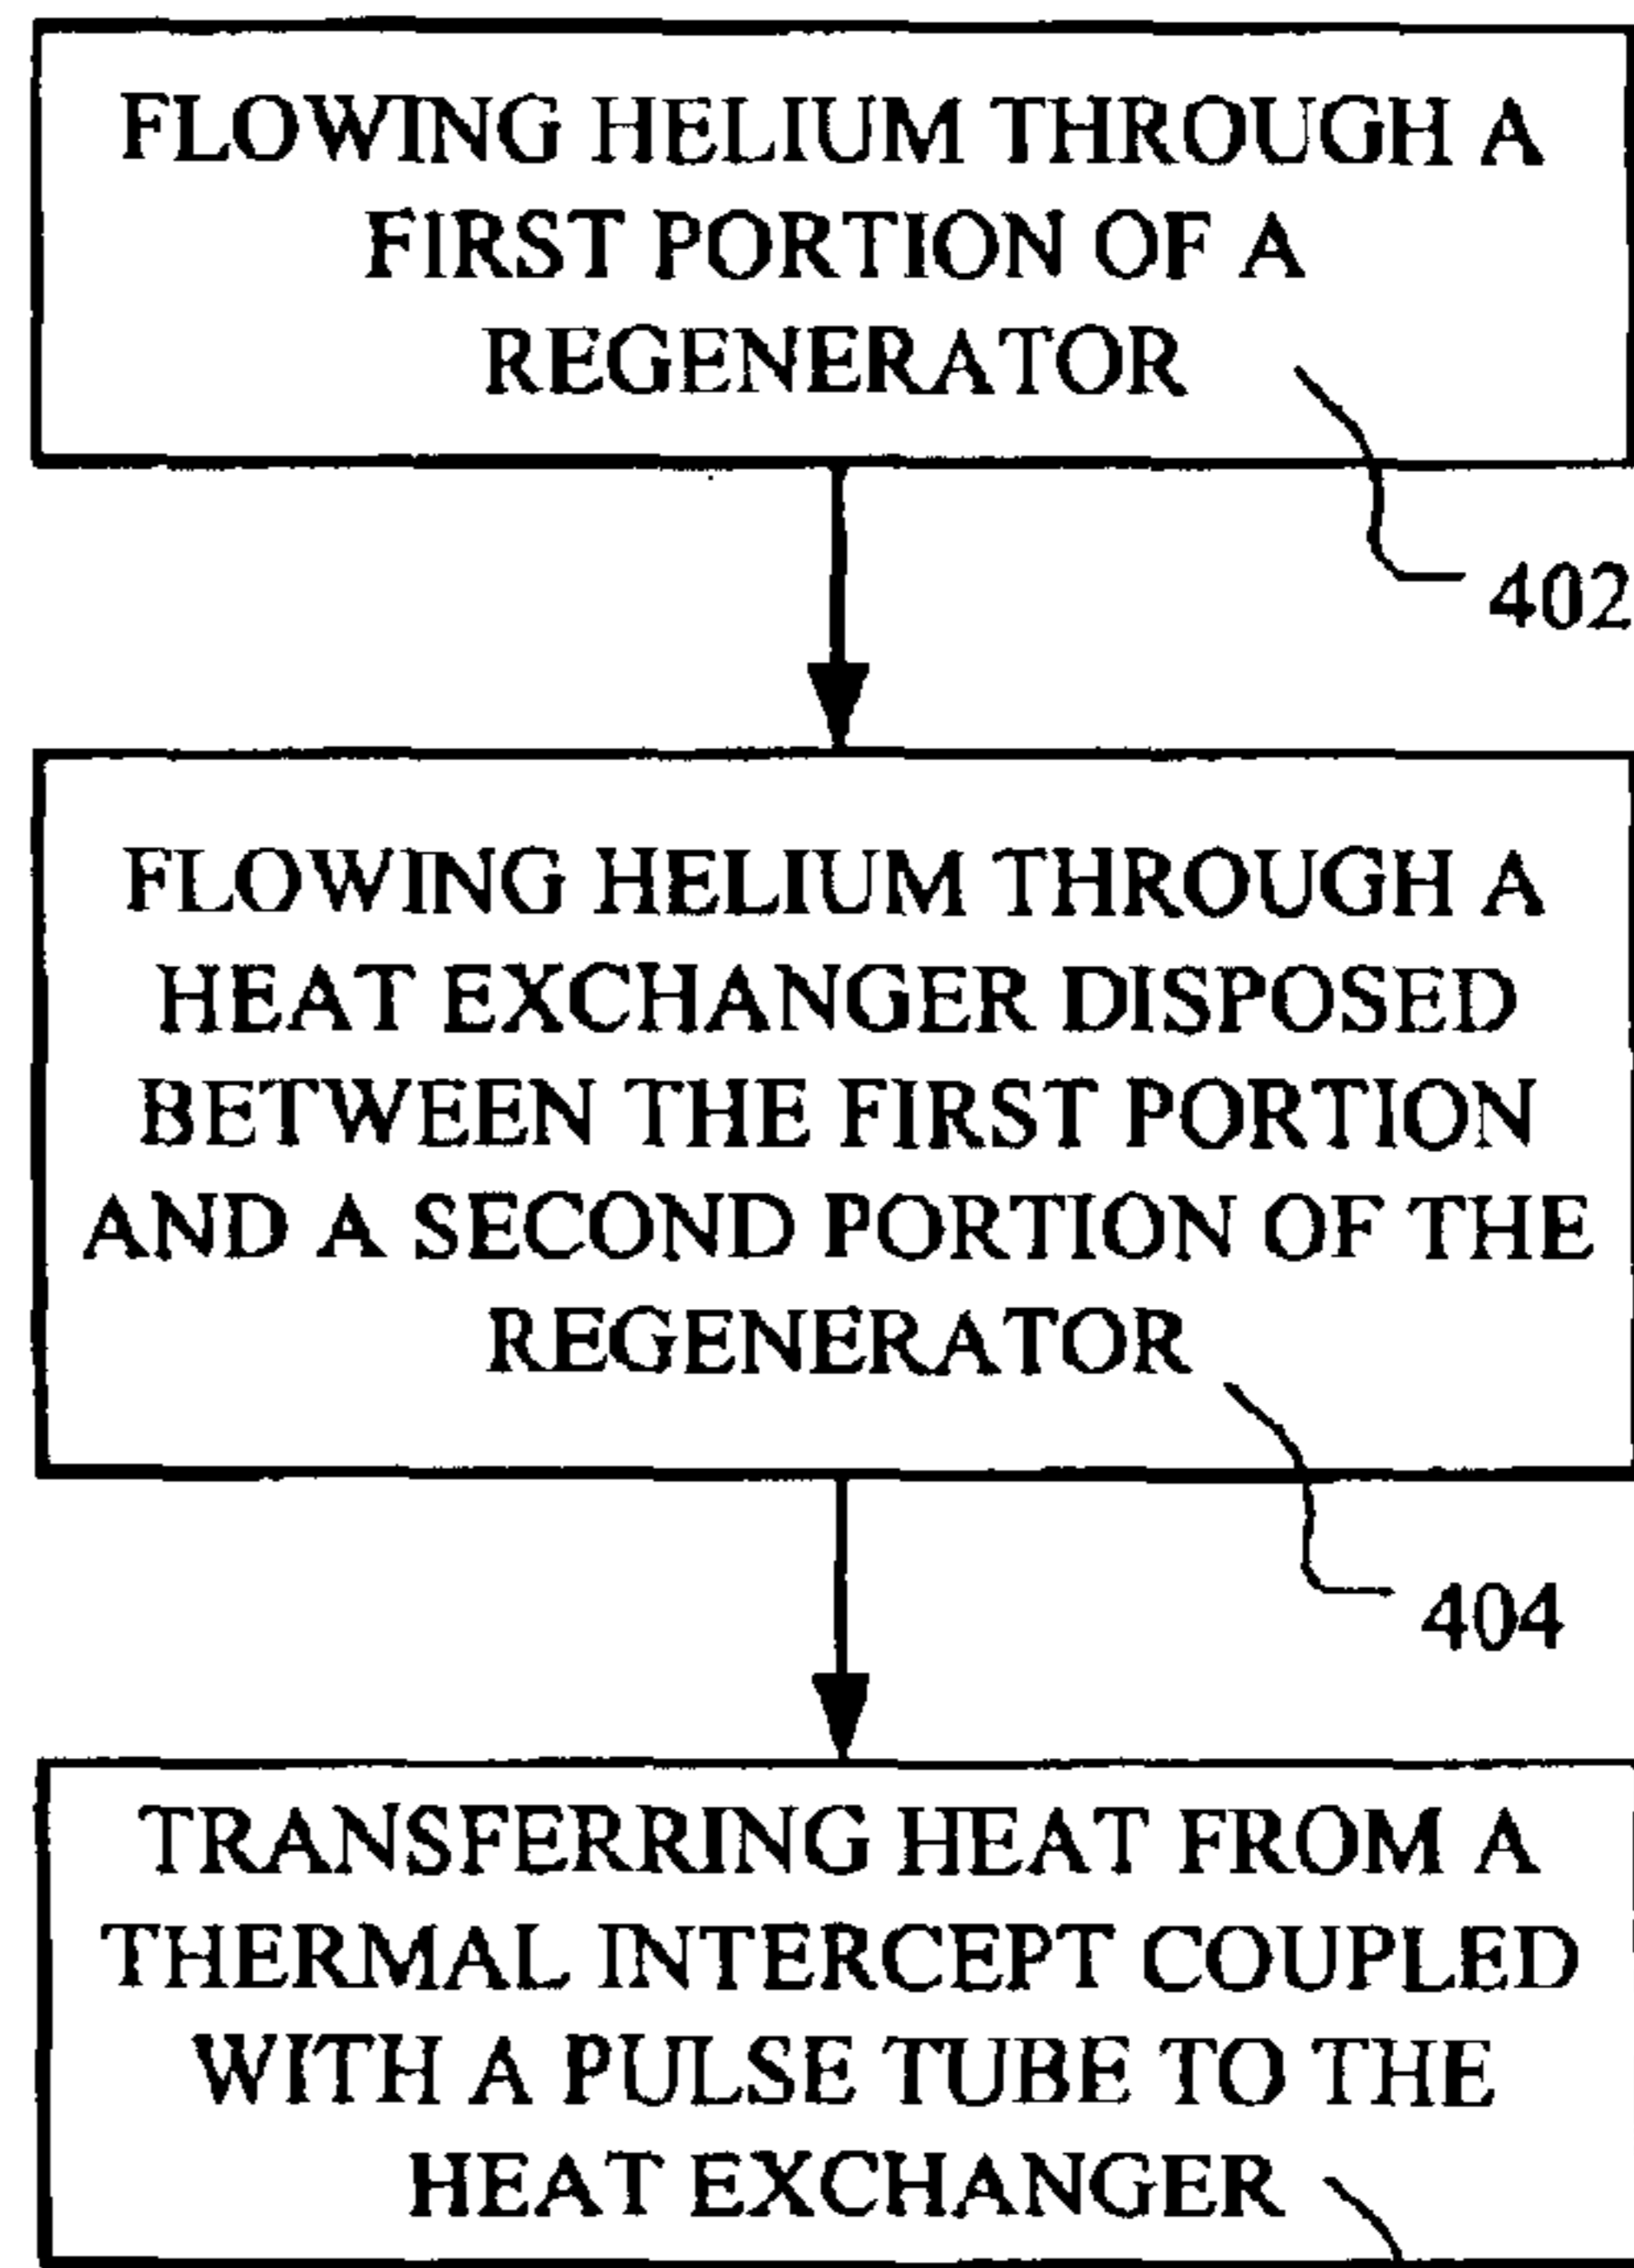 FLOWING HELIUM THROUGH A
FIRST PORTION OF A
REGENERATOR
402
FLOWING HELIUM THROUGH A
HEAT EXCHANGER DISPOSED
BETWEEN THE FIRST PORTION
AND A SECOND PORTION OF THE
REGENERATOR
404
TRANSFERRING HEAT FROM A
THERMAL INTERCEPT COUPLED
WITH A PULSE TUBE TO THE
HEAT EXCHANGER